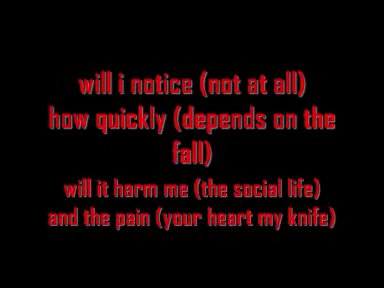 will i notice (not at all)
how quickly (depends on the
fall)
will it harm me (the social life)
and the pain (your heart my knife)